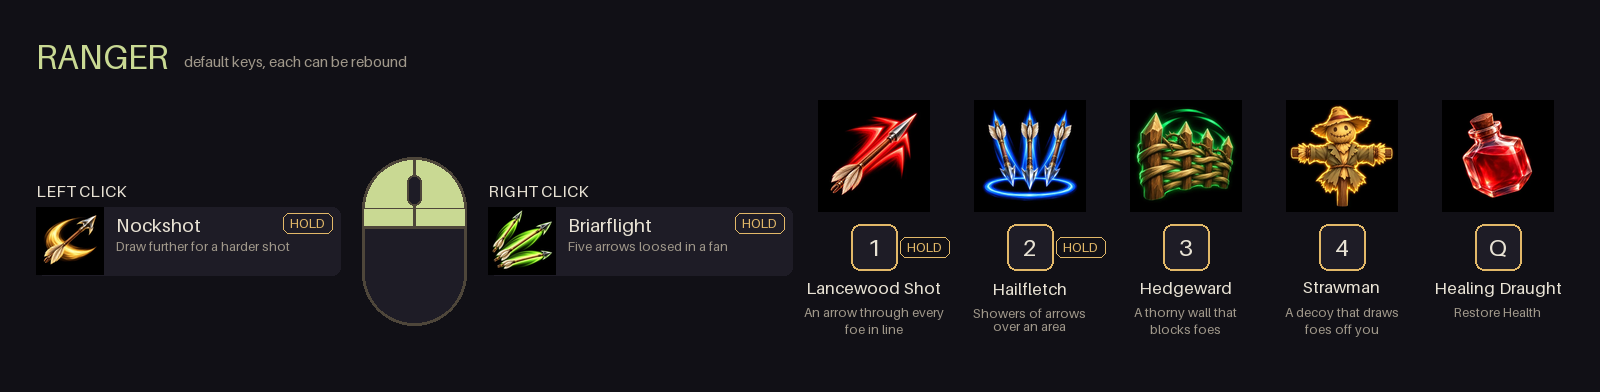 RANGER default keys, each can be rebound
LEFT CLICK
Nockshot HOLD
Draw further for a harder shot
RIGHT CLICK
Briarflight HOLD
Five arrows loosed in a fan
1 HOLD
Lancewood Shot
An arrow through every
foe in line
2 HOLD
Hailfletch
Showers of arrows
over an area
3
Hedgeward
A thorny wall that
blocks foes
4
Strawman
A decoy that draws
foes off you
Q
Healing Draught
Restore Health